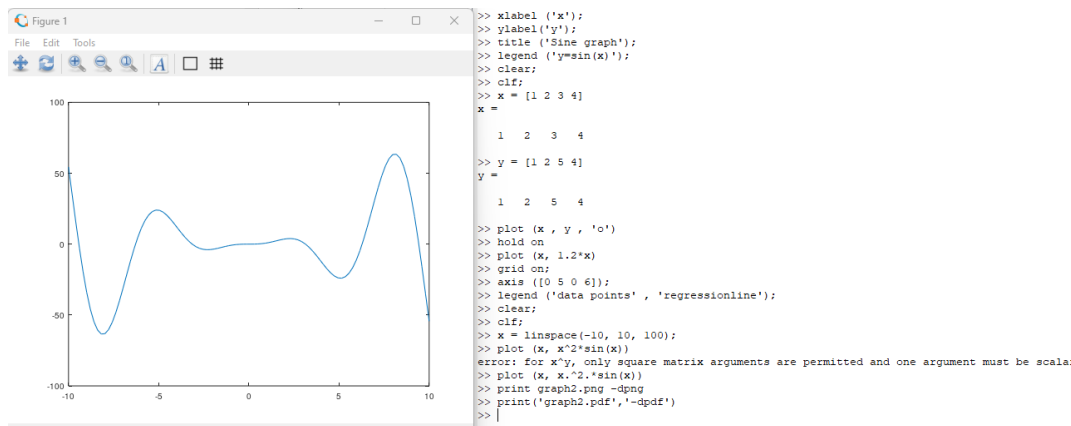 Figure 1
File Edit Tools
A
100
50
0
-50
-100
-10 -5 0 5 10
>> xlabel ('x');
>> ylabel('y');
>> title ('Sine graph');
>> legend ('y=sin(x)');
>> clear;
>> clf;
>> x = [1 2 3 4]
x =
1 2 3 4
>> y = [1 2 5 4]
y =
1 2 5 4
>> plot (x , y , 'o')
>> hold on
>> plot (x, 1.2*x)
>> grid on;
>> axis ([0 5 0 6]);
>> legend ('data points' , 'regressionline');
>> clear;
>> clf;
>> x = linspace(-10, 10, 100);
>> plot (x, x^2*sin(x))
error: for x^y, only square matrix arguments are permitted and one argument must be scala
>> plot (x, x.^2.*sin(x))
>> print graph2.png -dpng
>> print('graph2.pdf','-dpdf')
>>